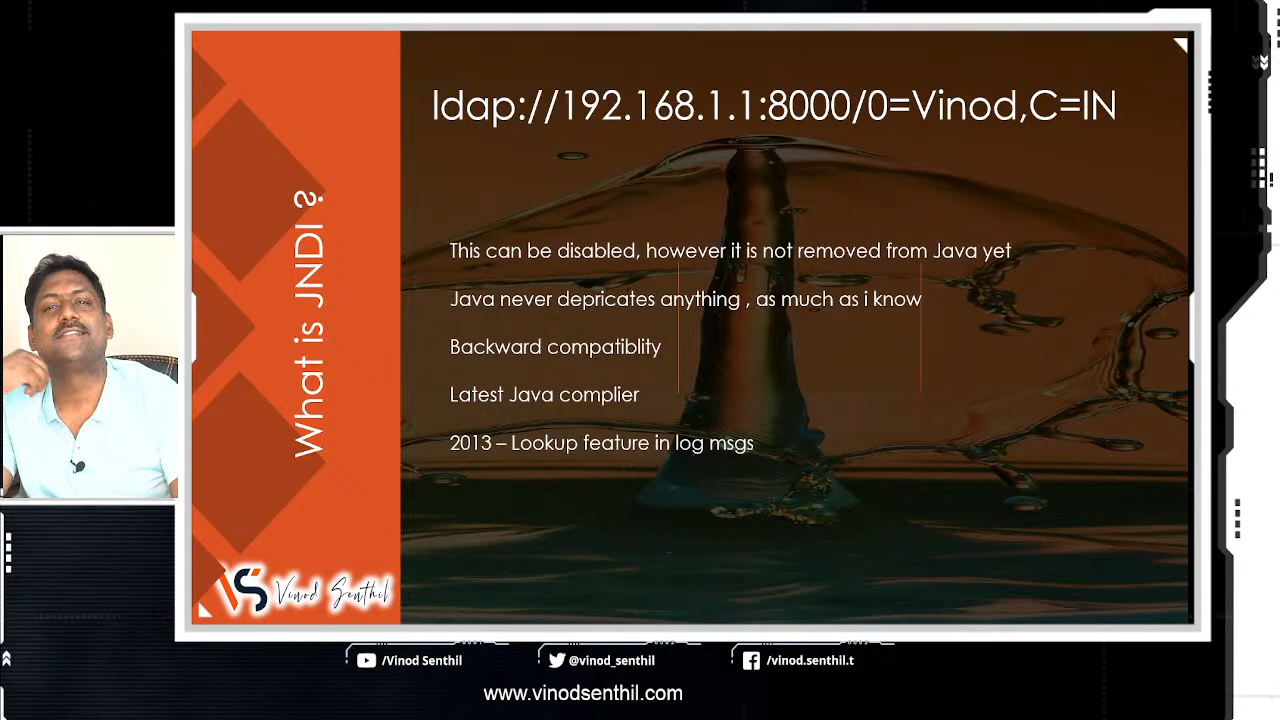 ldap://192.168.1.1:8000/0=Vinod,C=IN
What is JNDI ?
This can be disabled, however it is not removed from Java yet
Java never depricates anything , as much as i know
Backward compatiblity
Latest Java complier
2013 – Lookup feature in log msgs
VS Vinod Senthil
/Vinod Senthil
@vinod_senthil
/vinod.senthil.t
www.vinodsenthil.com